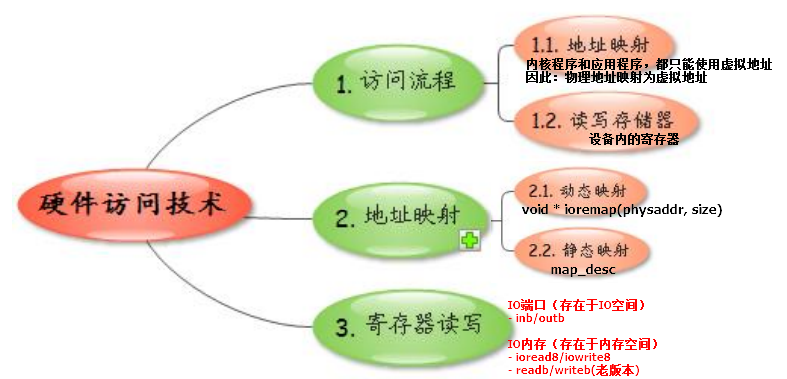 硬件访问技术
1. 访问流程
1.1. 地址映射
内核程序和应用程序，都只能使用虚拟地址
因此：物理地址映射为虚拟地址
1.2. 读写存储器
设备内的寄存器
2. 地址映射
2.1. 动态映射
void * ioremap(physaddr, size)
2.2. 静态映射
map_desc
3. 寄存器读写
IO端口（存在于IO空间）
- inb/outb
IO内存（存在于内存空间）
- ioread8/iowrite8
- readb/writeb(老版本)